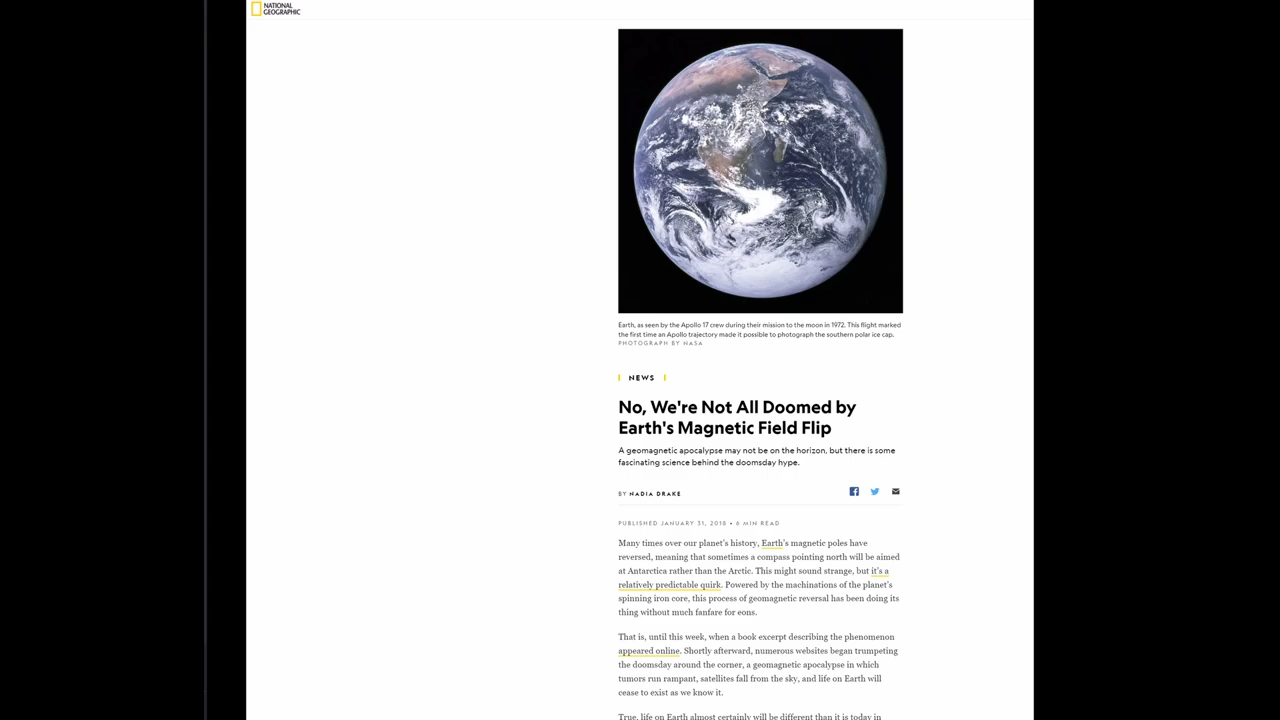 NATIONAL
GEOGRAPHIC
Earth, as seen by the Apollo 17 crew during their mission to the moon in 1972. This flight marked
the first time an Apollo trajectory made it possible to photograph the southern polar ice cap.
PHOTOGRAPH BY NASA
NEWS
No, We're Not All Doomed by
Earth's Magnetic Field Flip
A geomagnetic apocalypse may not be on the horizon, but there is some
fascinating science behind the doomsday hype.
BY NADIA DRAKE
PUBLISHED JANUARY 31, 2018 • 6 MIN READ
Many times over our planet's history, Earth's magnetic poles have
reversed, meaning that sometimes a compass pointing north will be aimed
at Antarctica rather than the Arctic. This might sound strange, but it's a
relatively predictable quirk. Powered by the machinations of the planet's
spinning iron core, this process of geomagnetic reversal has been doing its
thing without much fanfare for eons.
That is, until this week, when a book excerpt describing the phenomenon
appeared online. Shortly afterward, numerous websites began trumpeting
the doomsday around the corner, a geomagnetic apocalypse in which
tumors run rampant, satellites fall from the sky, and life on Earth will
cease to exist as we know it.
True, life on Earth almost certainly will be different than it is today in